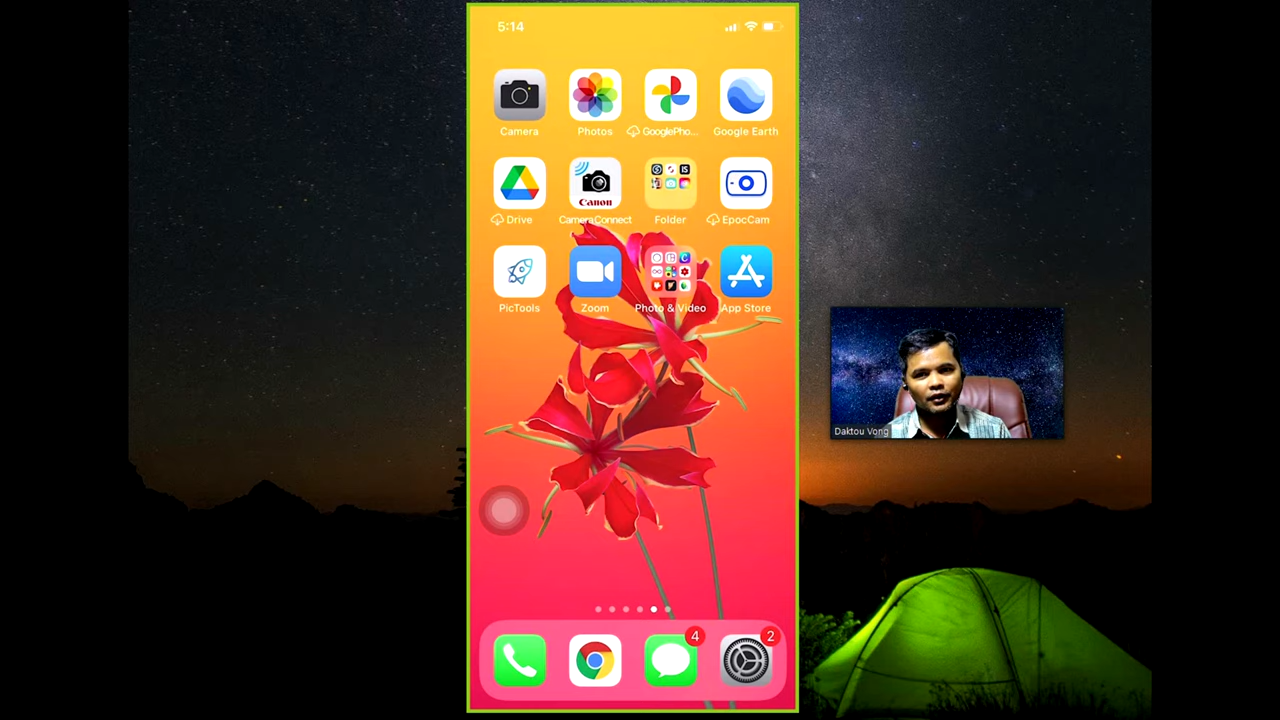 5:14
Camera Photos GooglePho... Google Earth
Canon
Drive CameraConnect Folder EpocCam
PicTools Zoom Photo & Video App Store
4 2
Daktou Vong